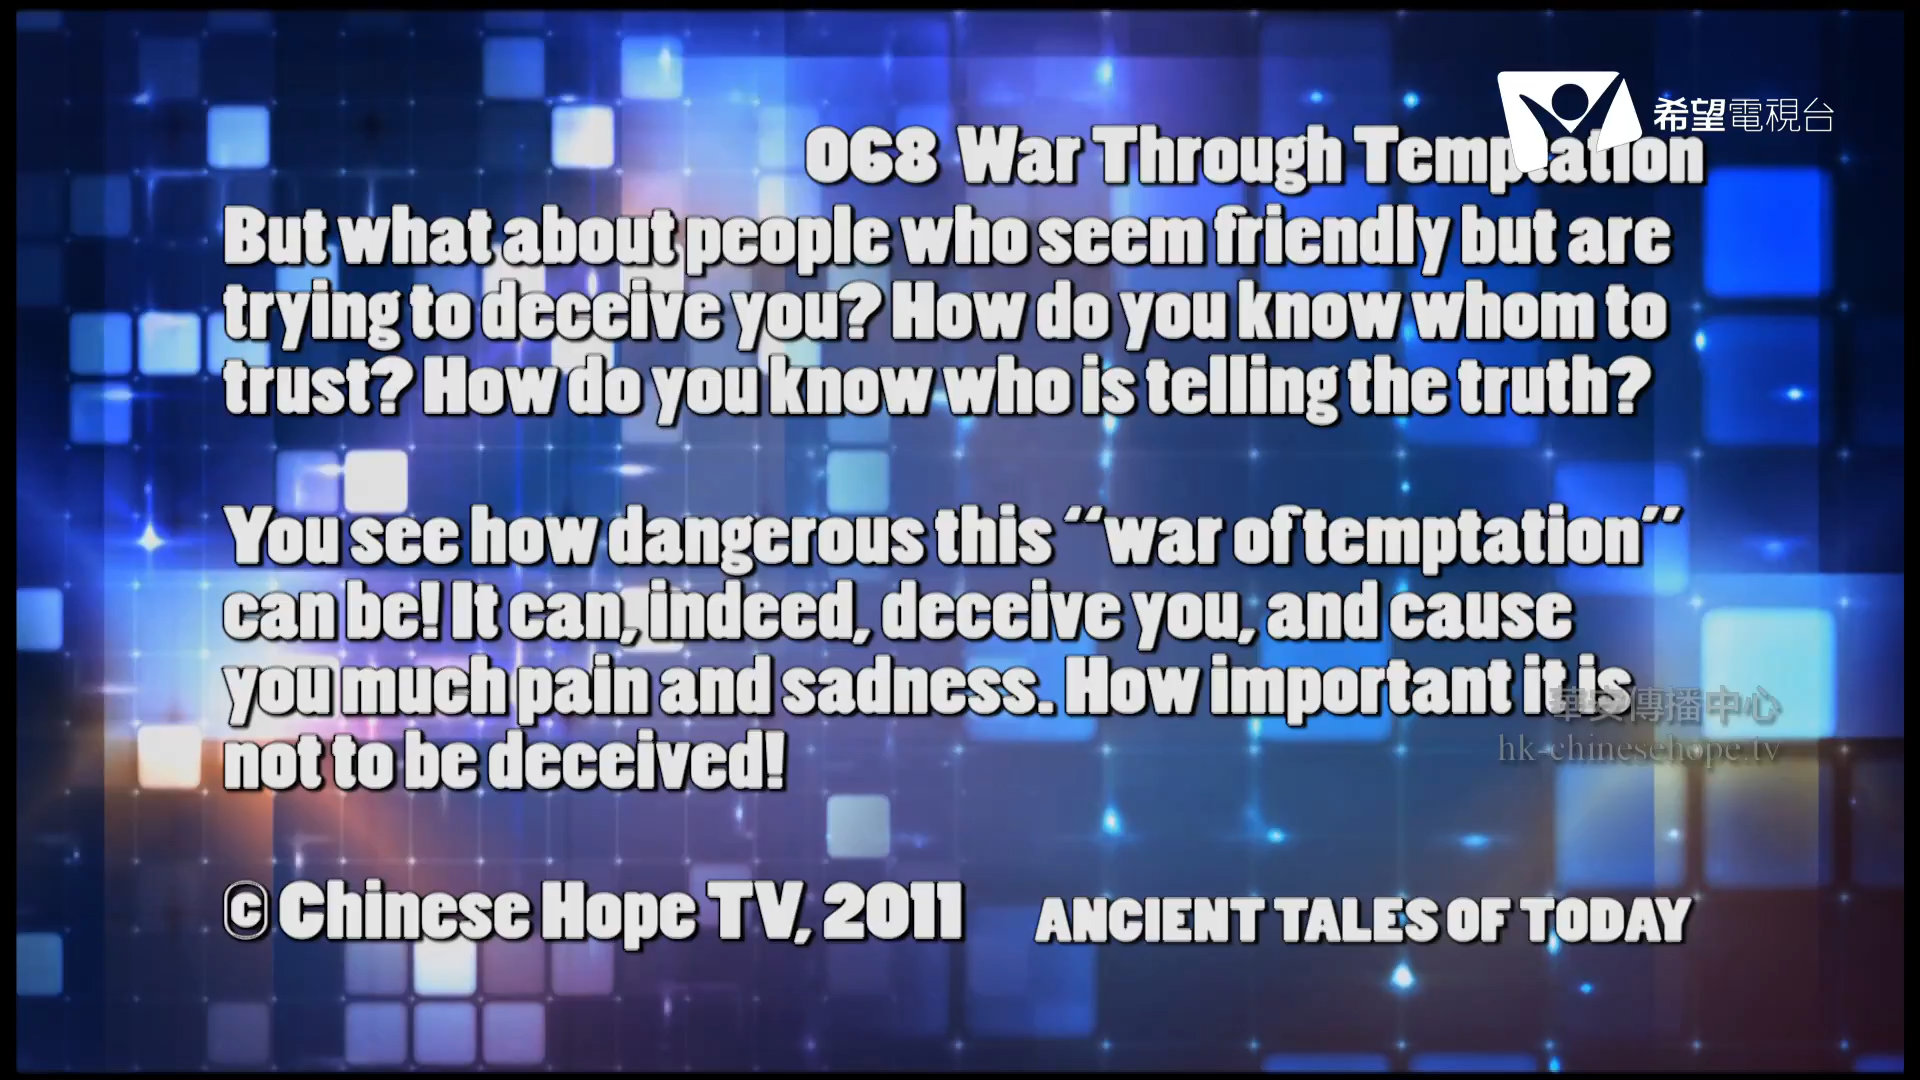 希望電視台
068 War Through Temptation
But what about people who seem friendly but are
trying to deceive you? How do you know whom to
trust? How do you know who is telling the truth?
You see how dangerous this “war of temptation”
can be! It can, indeed, deceive you, and cause
you much pain and sadness. How important it is
not to be deceived!
華安傳播中心
hk-chinesehope.tv
© Chinese Hope TV, 2011 ANCIENT TALES OF TODAY